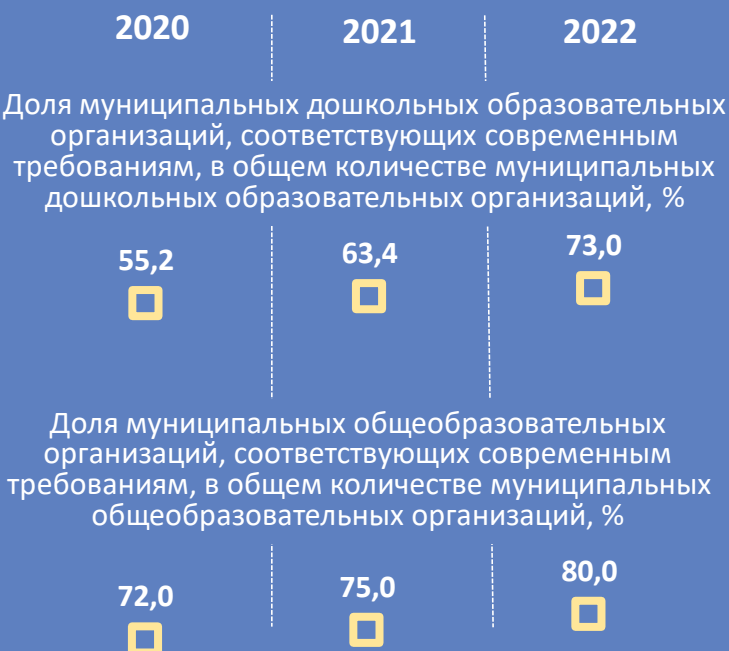 2020 2021 2022
Доля муниципальных дошкольных образовательных
организаций, соответствующих современным
требованиям, в общем количестве муниципальных
дошкольных образовательных организаций, %
55,2 63,4 73,0
Доля муниципальных общеобразовательных
организаций, соответствующих современным
требованиям, в общем количестве муниципальных
общеобразовательных организаций, %
72,0 75,0 80,0